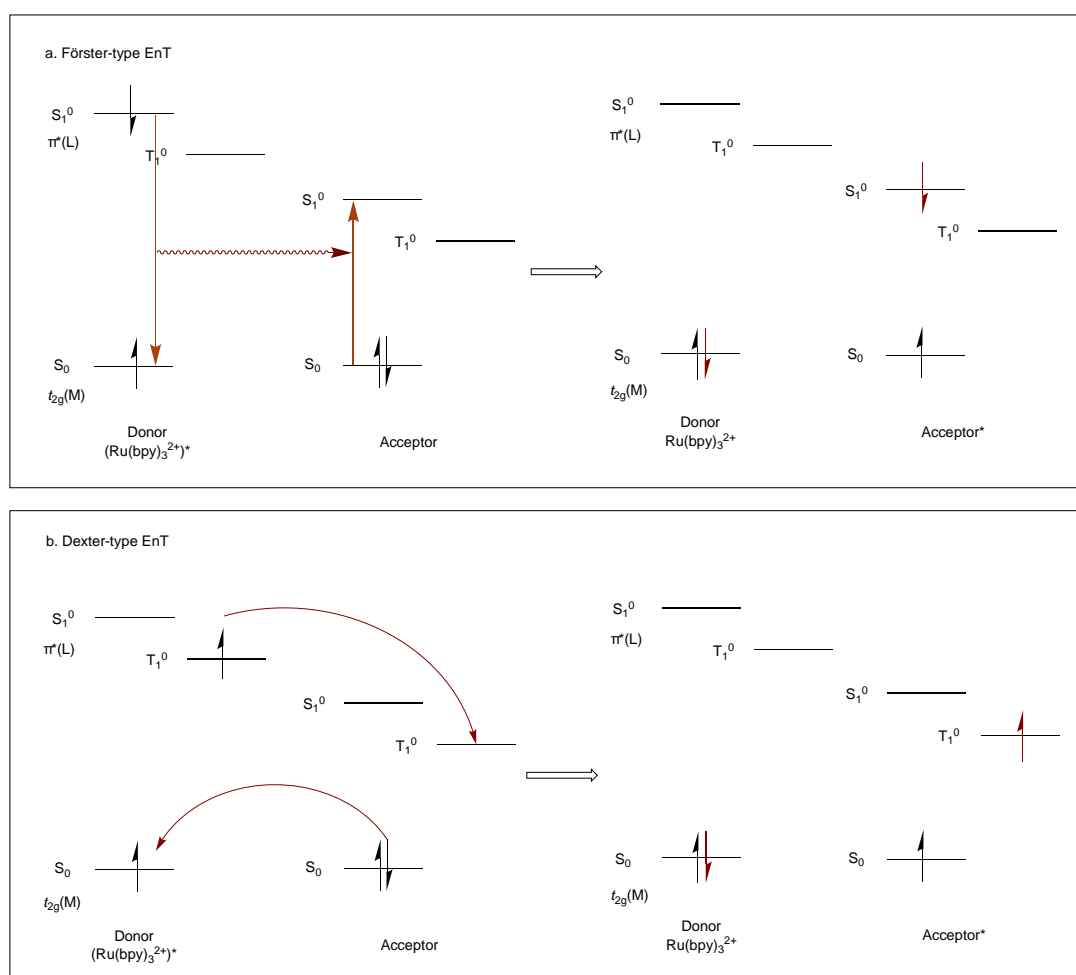 a. Förster-type EnT
S₁⁰
π*(L)
T₁⁰
S₁⁰
T₁⁰
S₀
t₂g(M)
S₀
Donor
(Ru(bpy)₃²⁺)*
Acceptor
S₁⁰
π*(L)
T₁⁰
S₁⁰
T₁⁰
S₀
t₂g(M)
S₀
Donor
Ru(bpy)₃²⁺
Acceptor*
b. Dexter-type EnT
S₁⁰
π*(L)
T₁⁰
S₁⁰
T₁⁰
S₀
t₂g(M)
S₀
Donor
(Ru(bpy)₃²⁺)*
Acceptor
S₁⁰
π*(L)
T₁⁰
S₁⁰
T₁⁰
S₀
t₂g(M)
S₀
Donor
Ru(bpy)₃²⁺
Acceptor*